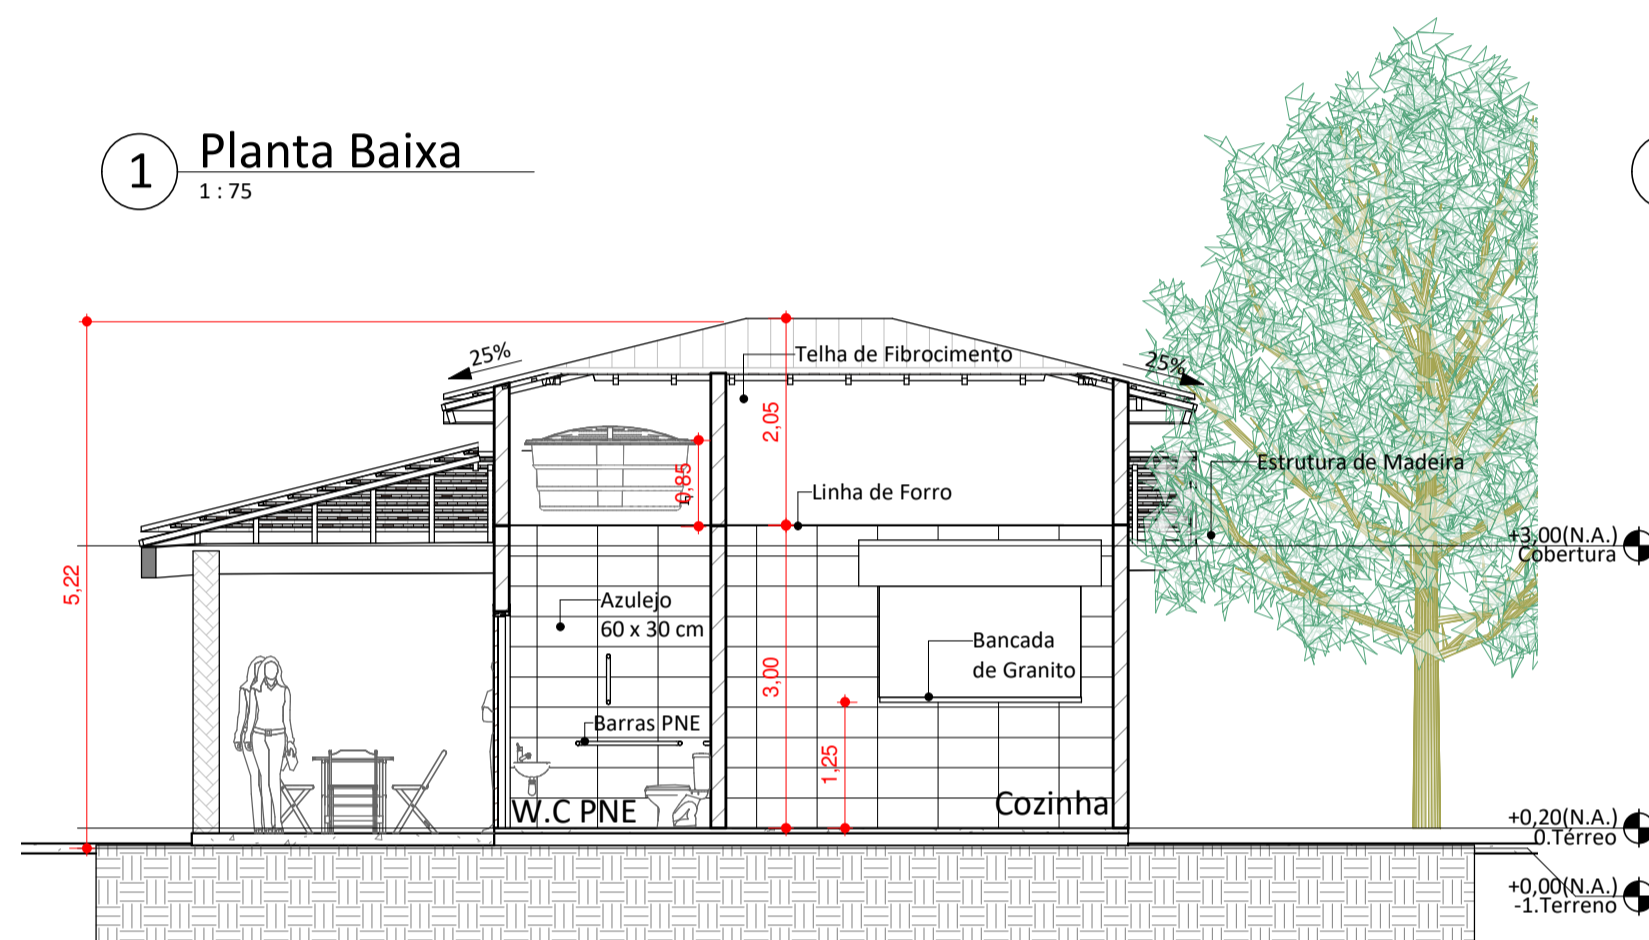 1
Planta Baixa
1 : 75
25%
Telha de Fibrocimento
25%
2,05
0,85
Estrutura de Madeira
Linha de Forro
+3,00(N.A.)
Cobertura
5,22
Azulejo
60 x 30 cm
Bancada
de Granito
3,00
Barras PNE
1,25
W.C PNE
Cozinha
+0,20(N.A.)
0.Térreo
+0,00(N.A.)
-1.Terreno